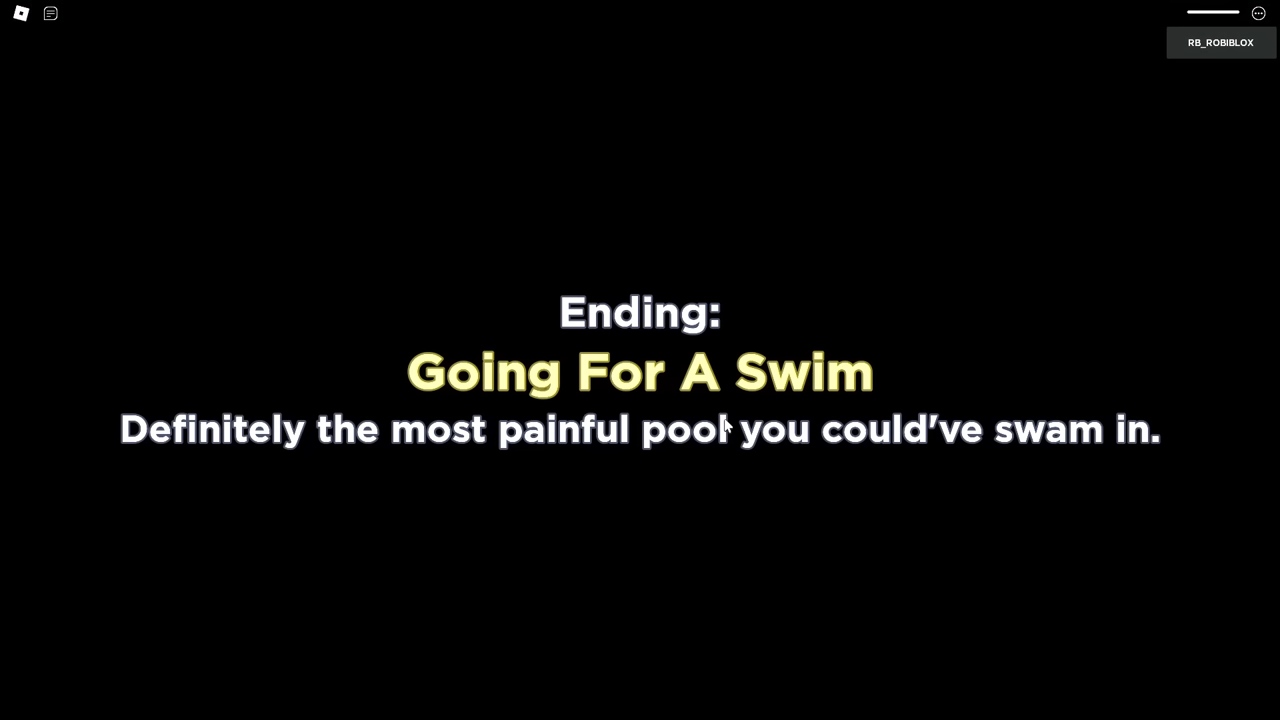 RB_ROBIBLOX
Ending:
Going For A Swim
Definitely the most painful pool you could've swam in.